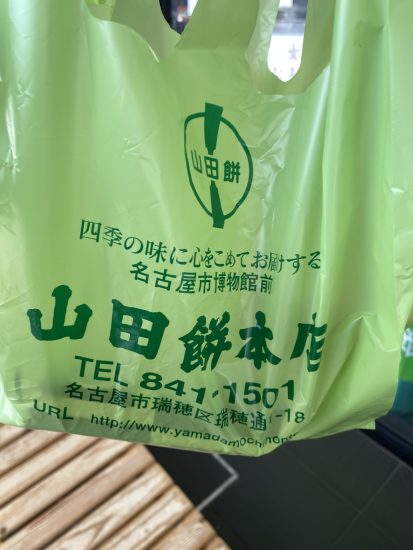 山田餅
四季の味に心をこめてお届けする
名古屋市博物館前
山田餅本店
TEL 841-1501
名古屋市瑞穂区瑞穂通 -18
URL http://www.yamadamochi